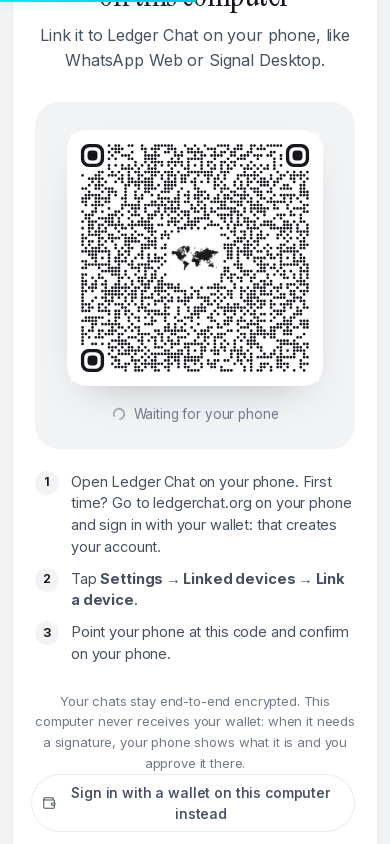 on this computer
Link it to Ledger Chat on your phone, like
WhatsApp Web or Signal Desktop.
Waiting for your phone
1 Open Ledger Chat on your phone. First
time? Go to ledgerchat.org on your phone
and sign in with your wallet: that creates
your account.
2 Tap Settings → Linked devices → Link
a device.
3 Point your phone at this code and confirm
on your phone.
Your chats stay end-to-end encrypted. This
computer never receives your wallet: when it needs
a signature, your phone shows what it is and you
approve it there.
Sign in with a wallet on this computer
instead